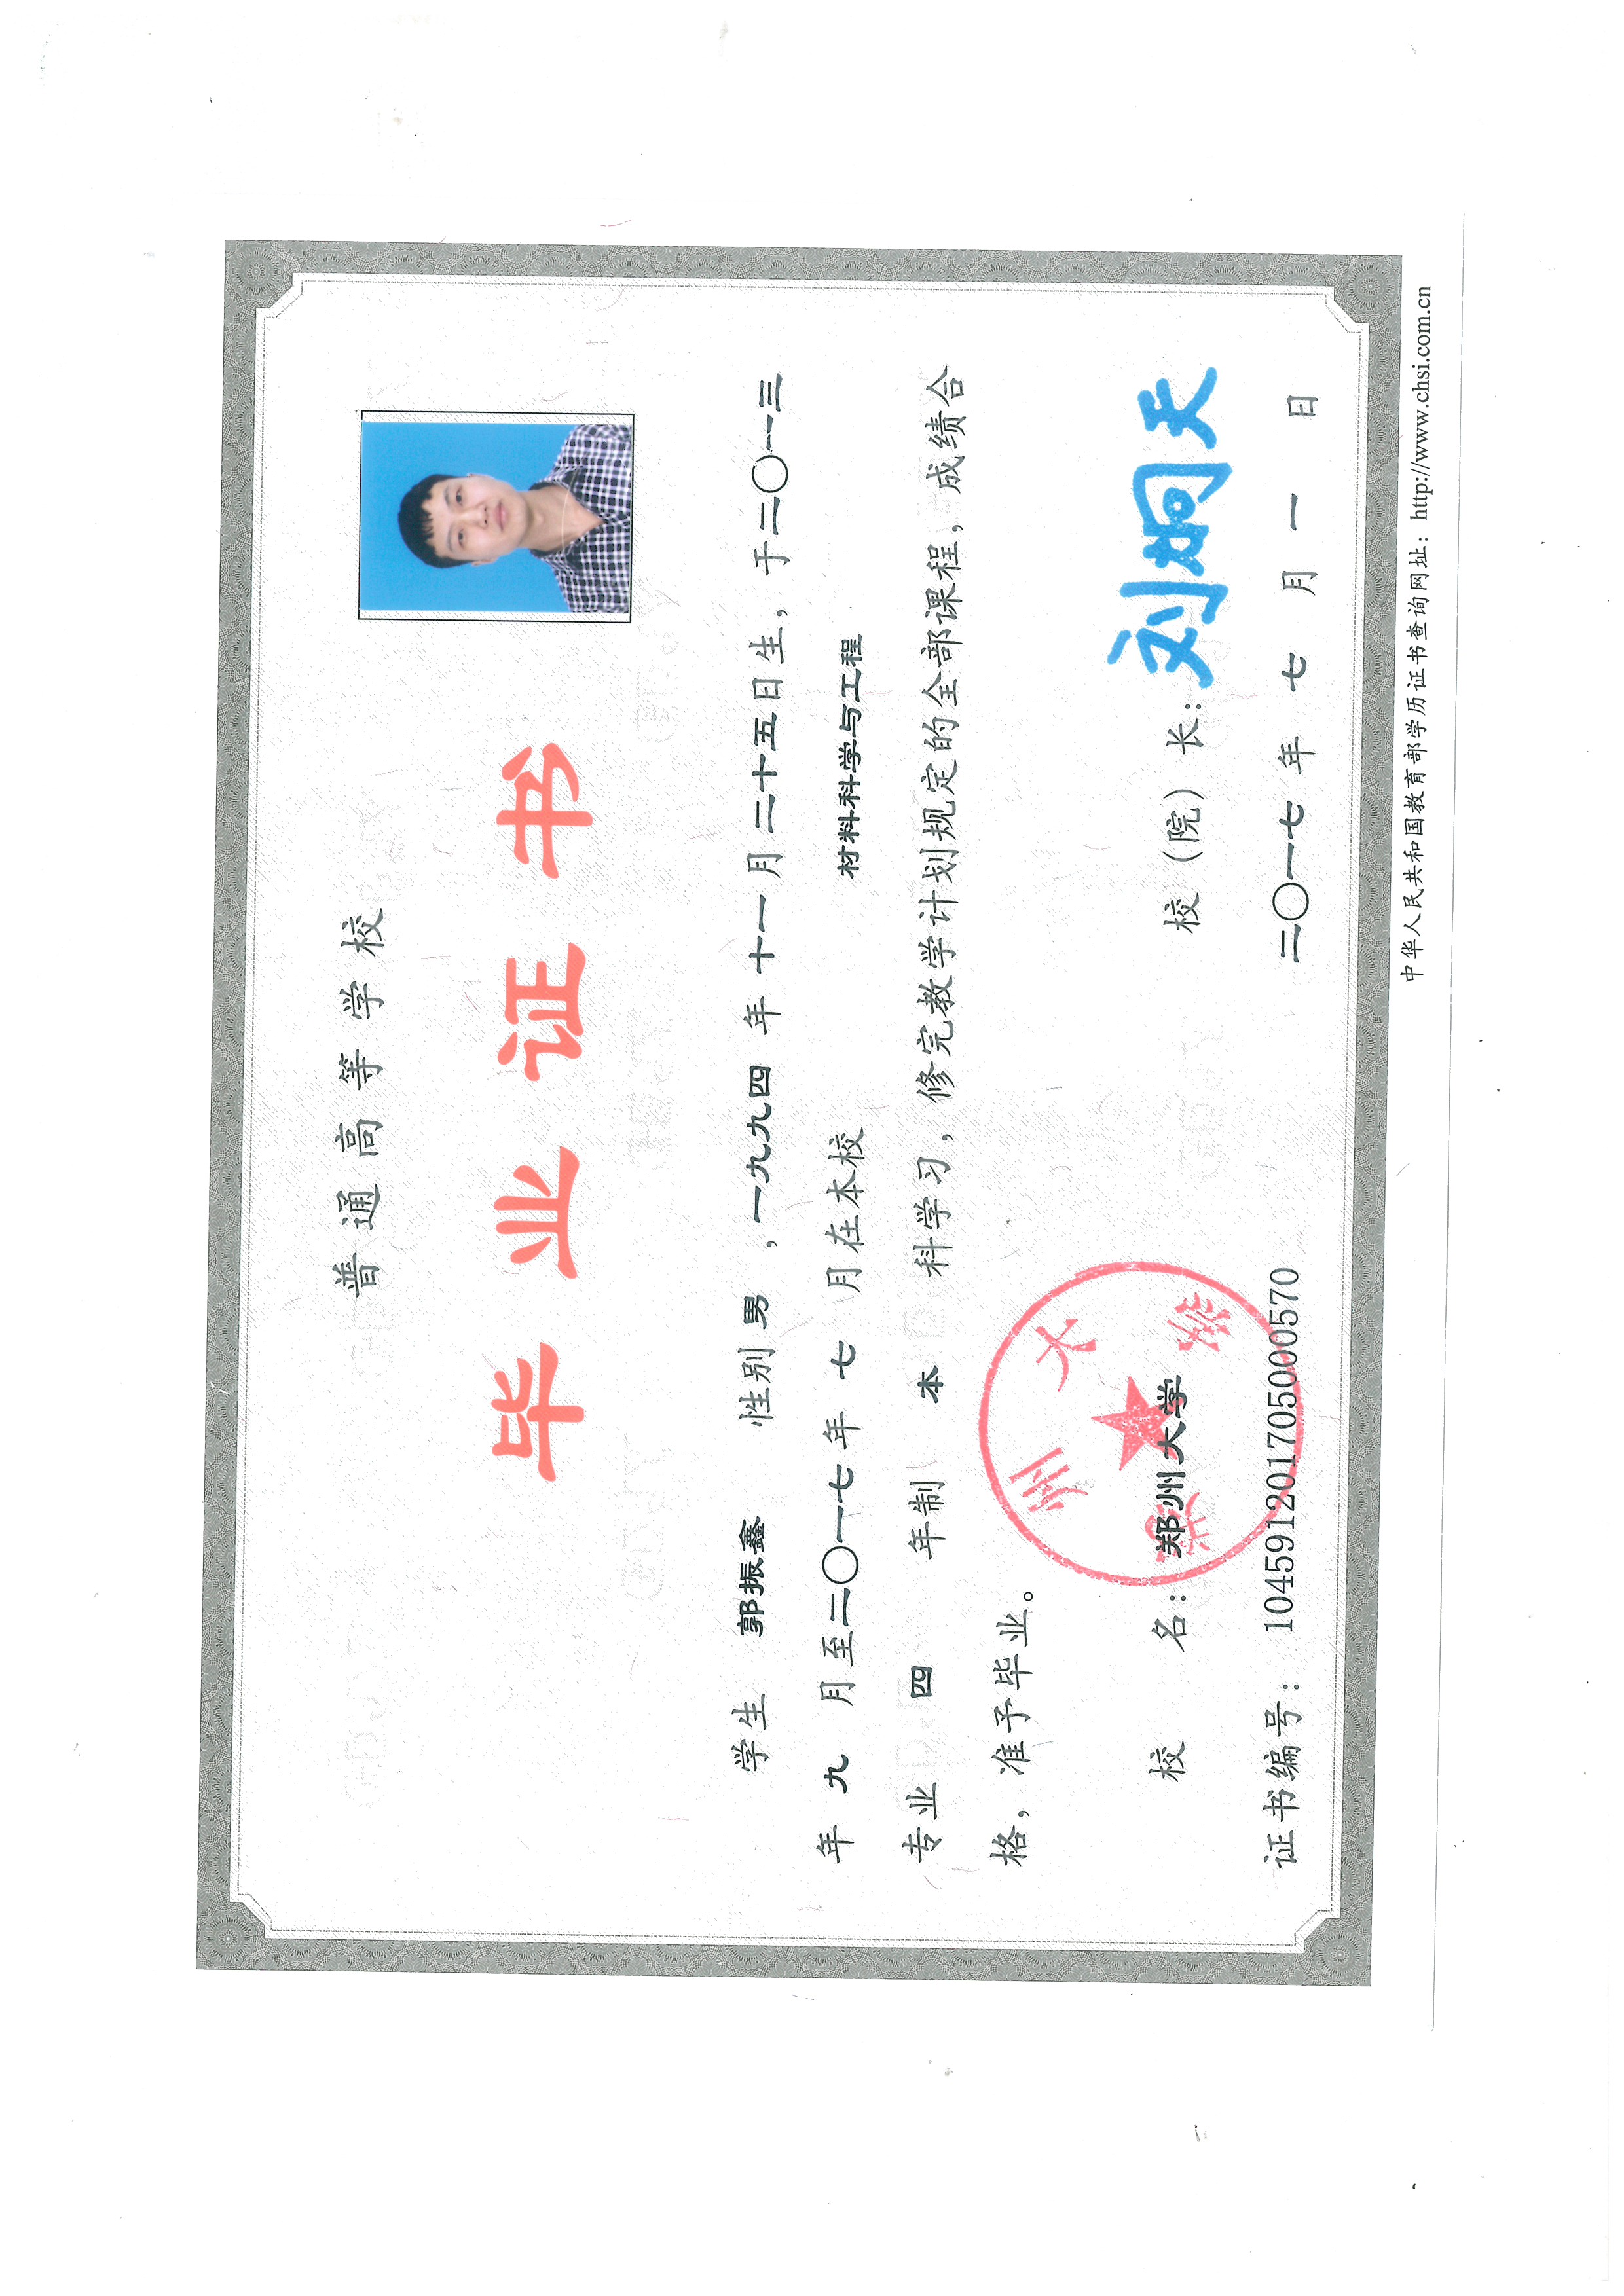 普通高等学校
毕业证书
学生 郭振鑫 性别 男 ,一九九四 年 十一 月 二十五日生，于二〇一三
年 九 月至二〇一七年 七 月在本校 材料科学与工程
专业 四 年制 本 科学习，修完教学计划规定的全部课程，成绩合
格，准予毕业。
郑州大学
校 名：郑州大学
校（院）长：刘炯天
证书编号： 104591201705000570
二〇一七 年 七 月 一 日
中华人民共和国教育部学历证书查询网址：http://www.chsi.com.cn